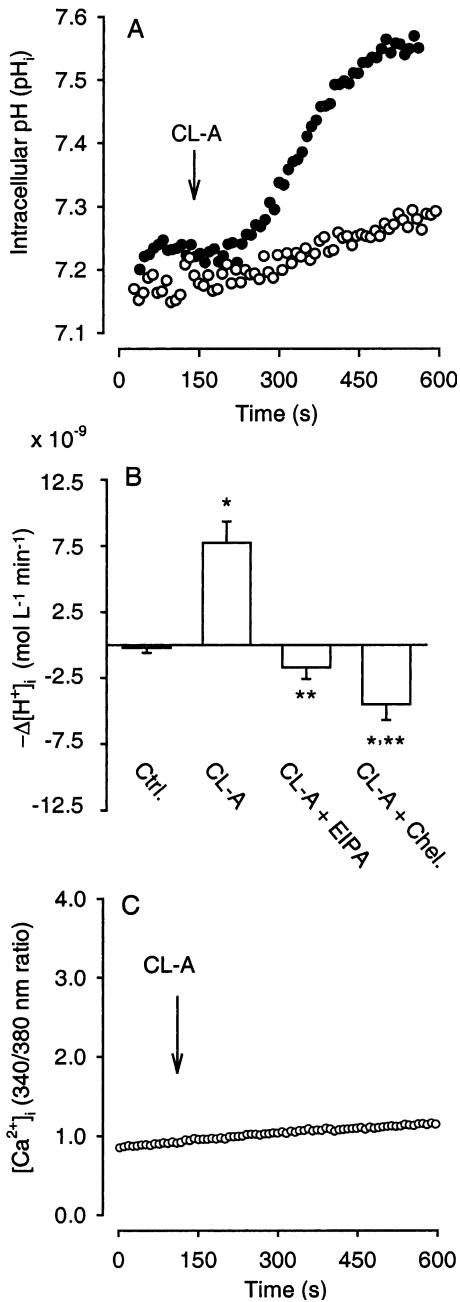 A
Intracellular pH (pHi)
7.6
7.5
7.4
7.3
7.2
7.1
CL-A
0 150 300 450 600
Time (s)
x 10-9
B
−Δ[H+]i (mol L-1 min-1)
12.5
7.5
2.5
-2.5
-7.5
-12.5
*
**
*,**
Ctrl.
CL-A
CL-A + EIPA
CL-A + Chel.
C
[Ca2+]i (340/380 nm ratio)
4.0
3.0
2.0
1.0
0.0
CL-A
0 150 300 450 600
Time (s)